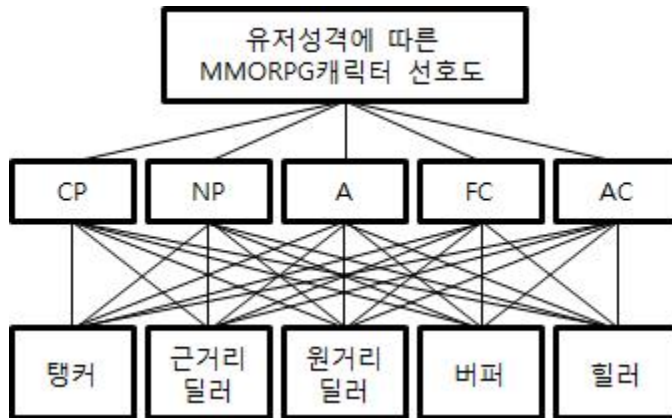 유저성격에 따른
MMORPG캐릭터 선호도
CP
NP
A
FC
AC
탱커
근거리
딜러
원거리
딜러
버퍼
힐러